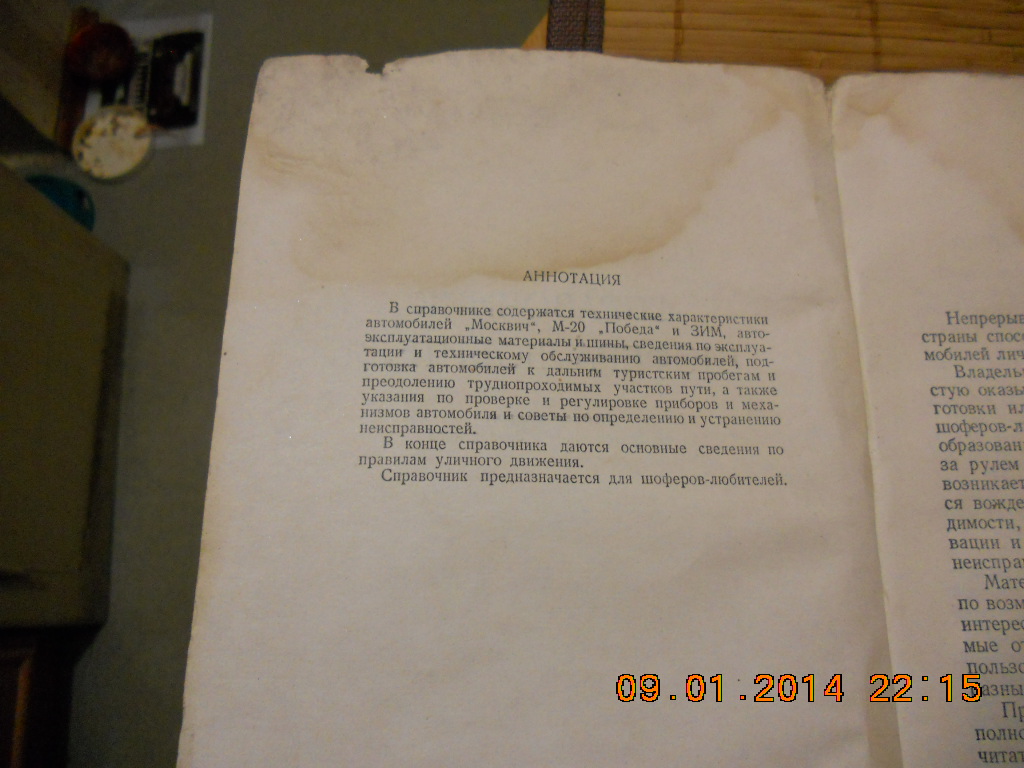 АННОТАЦИЯ
В справочнике содержатся технические характеристики
автомобилей „Москвич“, М-20 „Победа“ и ЗИМ, авто-
эксплуатационные материалы и шины, сведения по эксплуа-
тации и техническому обслуживанию автомобилей, под-
готовка автомобилей к дальним туристским пробегам и
преодолению труднопроходимых участков пути, а также
указания по проверке и регулировке приборов и меха-
низмов автомобиля и советы по определению и устранению
неисправностей.
В конце справочника даются основные сведения по
правилам уличного движения.
Справочник предназначается для шоферов-любителей.
Непрерыв
страны спосо
мобилей лич
Владельц
стую оказы
готовки ил
шоферов-л
образован
за рулем
возникает
ся вожде
димости,
вации и
неиспра
Мате
по возм
интерес
мые от
пользо
разны
Пр
полно
читат
09.01.2014 22:15